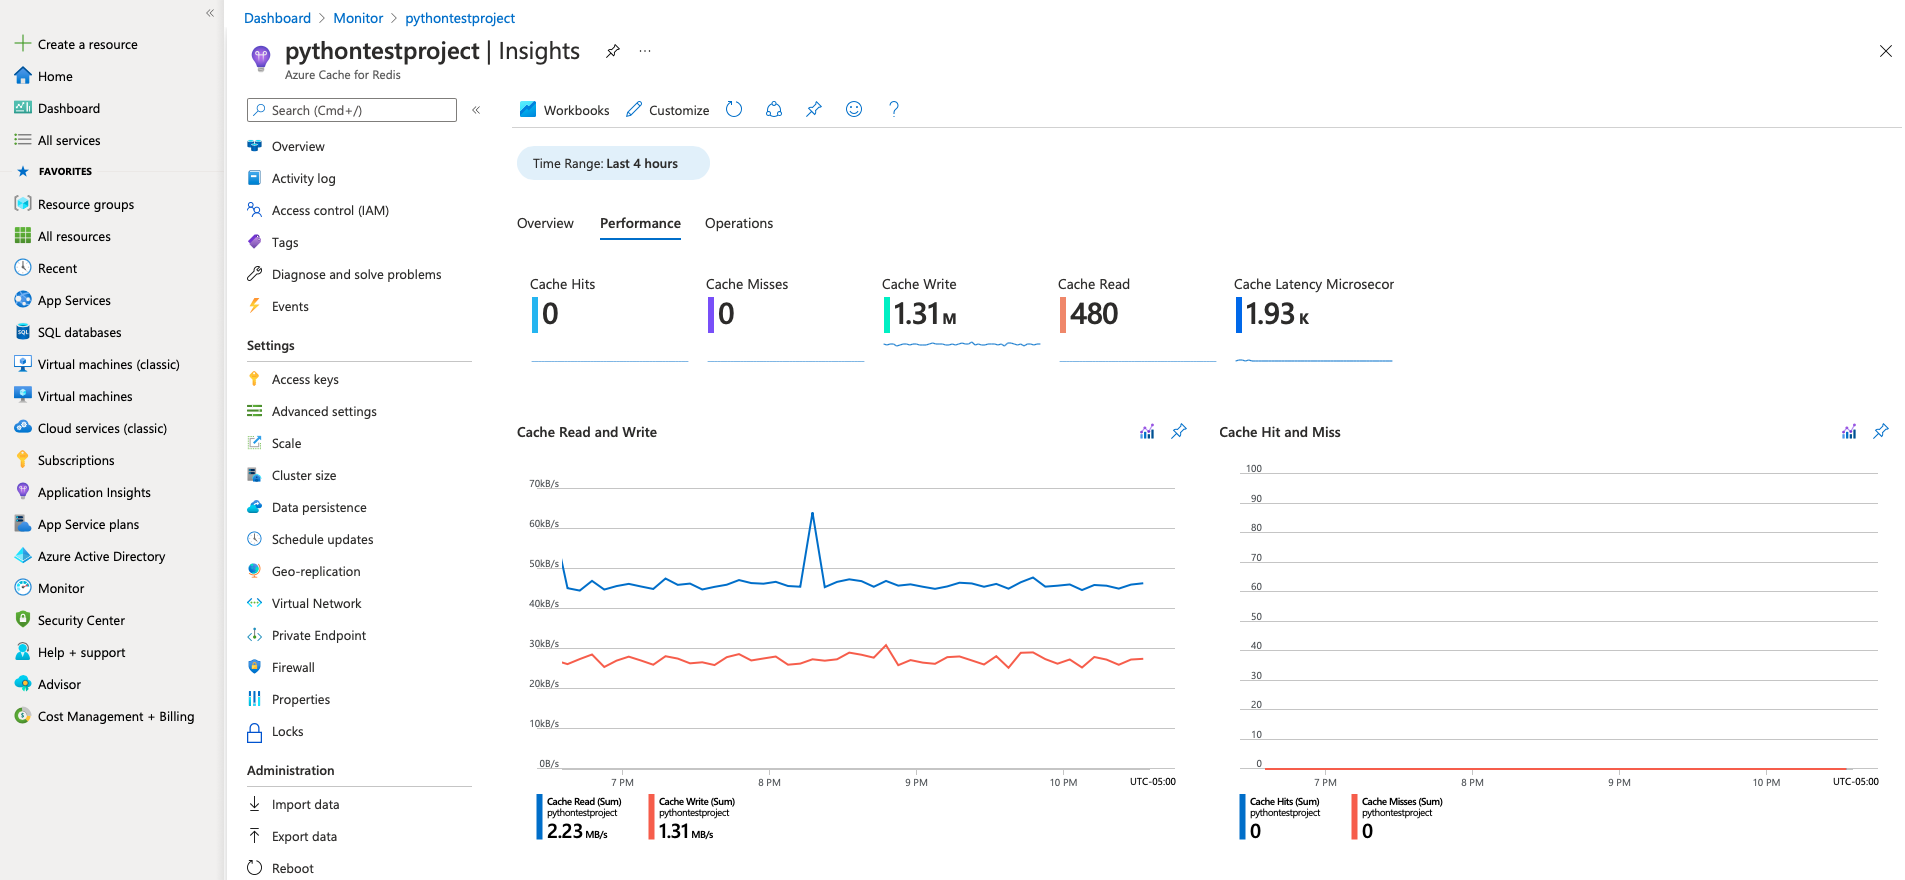 «
Create a resource
Home
Dashboard
All services
FAVORITES
Resource groups
All resources
Recent
App Services
SQL databases
Virtual machines (classic)
Virtual machines
Cloud services (classic)
Subscriptions
Application Insights
App Service plans
Azure Active Directory
Monitor
Security Center
Help + support
Advisor
Cost Management + Billing
Dashboard > Monitor > pythontestproject
pythontestproject | Insights
Azure Cache for Redis
Search (Cmd+/)
«
Overview
Activity log
Access control (IAM)
Tags
Diagnose and solve problems
Events
Settings
Access keys
Advanced settings
Scale
Cluster size
Data persistence
Schedule updates
Geo-replication
Virtual Network
Private Endpoint
Firewall
Properties
Locks
Administration
Import data
Export data
Reboot
Workbooks Customize ?
Time Range: Last 4 hours
Overview Performance Operations
Cache Hits
0
Cache Misses
0
Cache Write
1.31 M
Cache Read
480
Cache Latency Microsecor
1.93 K
Cache Read and Write
70kB/s
60kB/s
50kB/s
40kB/s
30kB/s
20kB/s
10kB/s
0B/s
7 PM 8 PM 9 PM 10 PM UTC-05:00
Cache Read (Sum)
pythontestproject
2.23 MB/s
Cache Write (Sum)
pythontestproject
1.31 MB/s
Cache Hit and Miss
100
90
80
70
60
50
40
30
20
10
0
7 PM 8 PM 9 PM 10 PM UTC-05:00
Cache Hits (Sum)
pythontestproject
0
Cache Misses (Sum)
pythontestproject
0